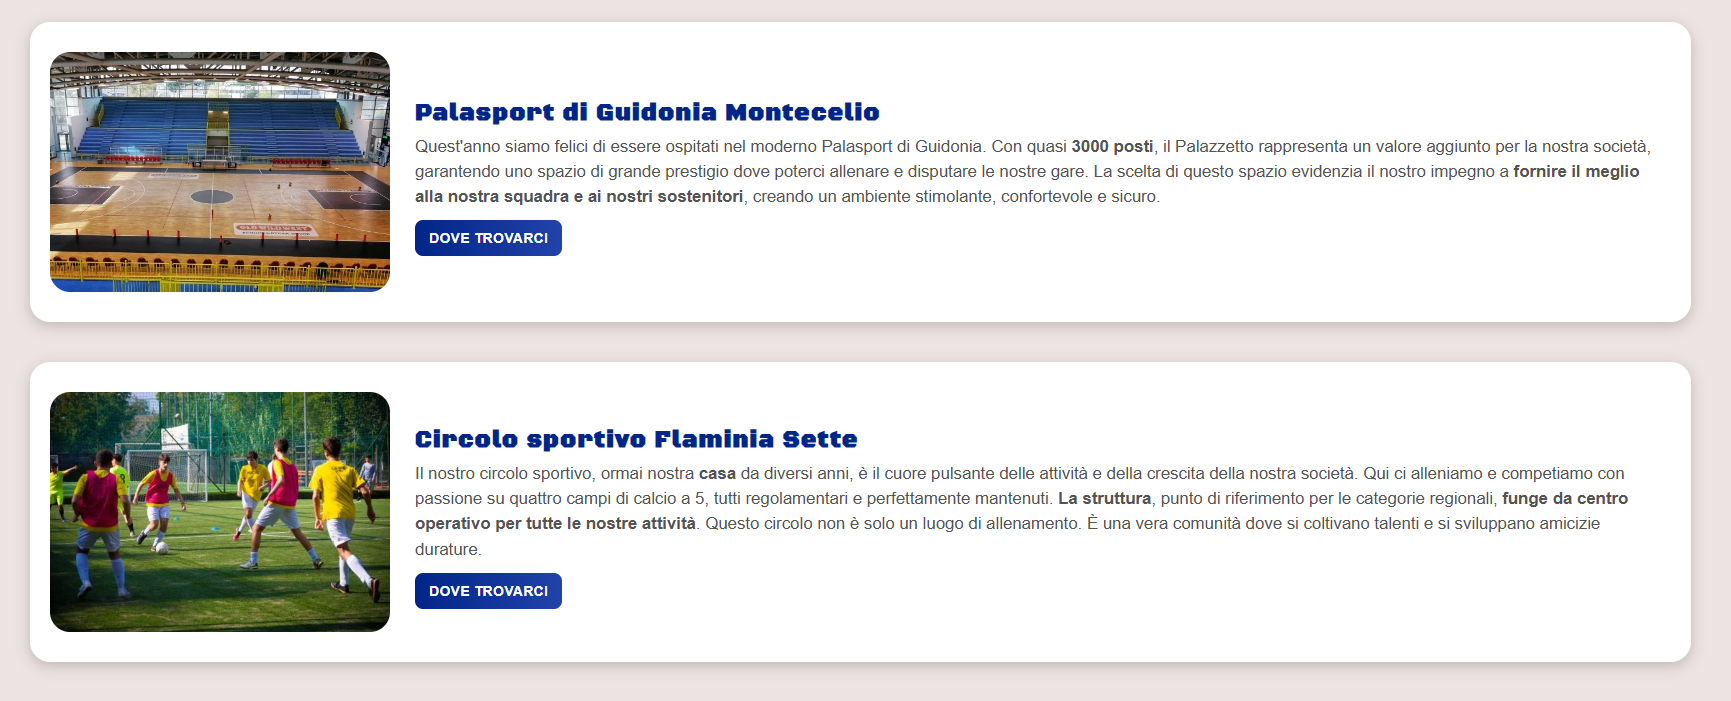 Palasport di Guidonia Montecelio
Quest'anno siamo felici di essere ospitati nel moderno Palasport di Guidonia. Con quasi 3000 posti, il Palazzetto rappresenta un valore aggiunto per la nostra società,
garantendo uno spazio di grande prestigio dove poterci allenare e disputare le nostre gare. La scelta di questo spazio evidenzia il nostro impegno a fornire il meglio
alla nostra squadra e ai nostri sostenitori, creando un ambiente stimolante, confortevole e sicuro.
DOVE TROVARCI
Circolo sportivo Flaminia Sette
Il nostro circolo sportivo, ormai nostra casa da diversi anni, è il cuore pulsante delle attività e della crescita della nostra società. Qui ci alleniamo e competiamo con
passione su quattro campi di calcio a 5, tutti regolamentari e perfettamente mantenuti. La struttura, punto di riferimento per le categorie regionali, funge da centro
operativo per tutte le nostre attività. Questo circolo non è solo un luogo di allenamento. È una vera comunità dove si coltivano talenti e si sviluppano amicizie
durature.
DOVE TROVARCI